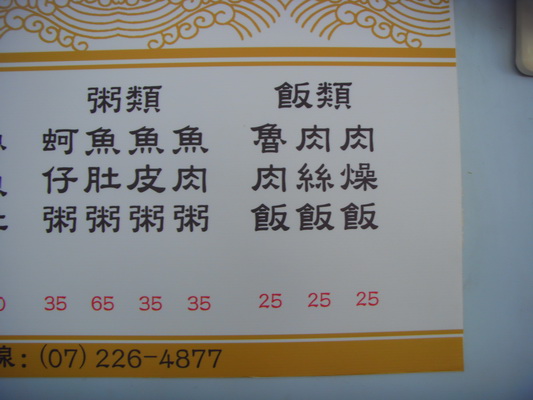 飯類
肉燥飯 25
肉絲飯 25
魯肉飯 25
粥類
魚肉粥 35
魚皮粥 35
魚肚粥 65
蚵仔粥 35
線:(07) 226-4877